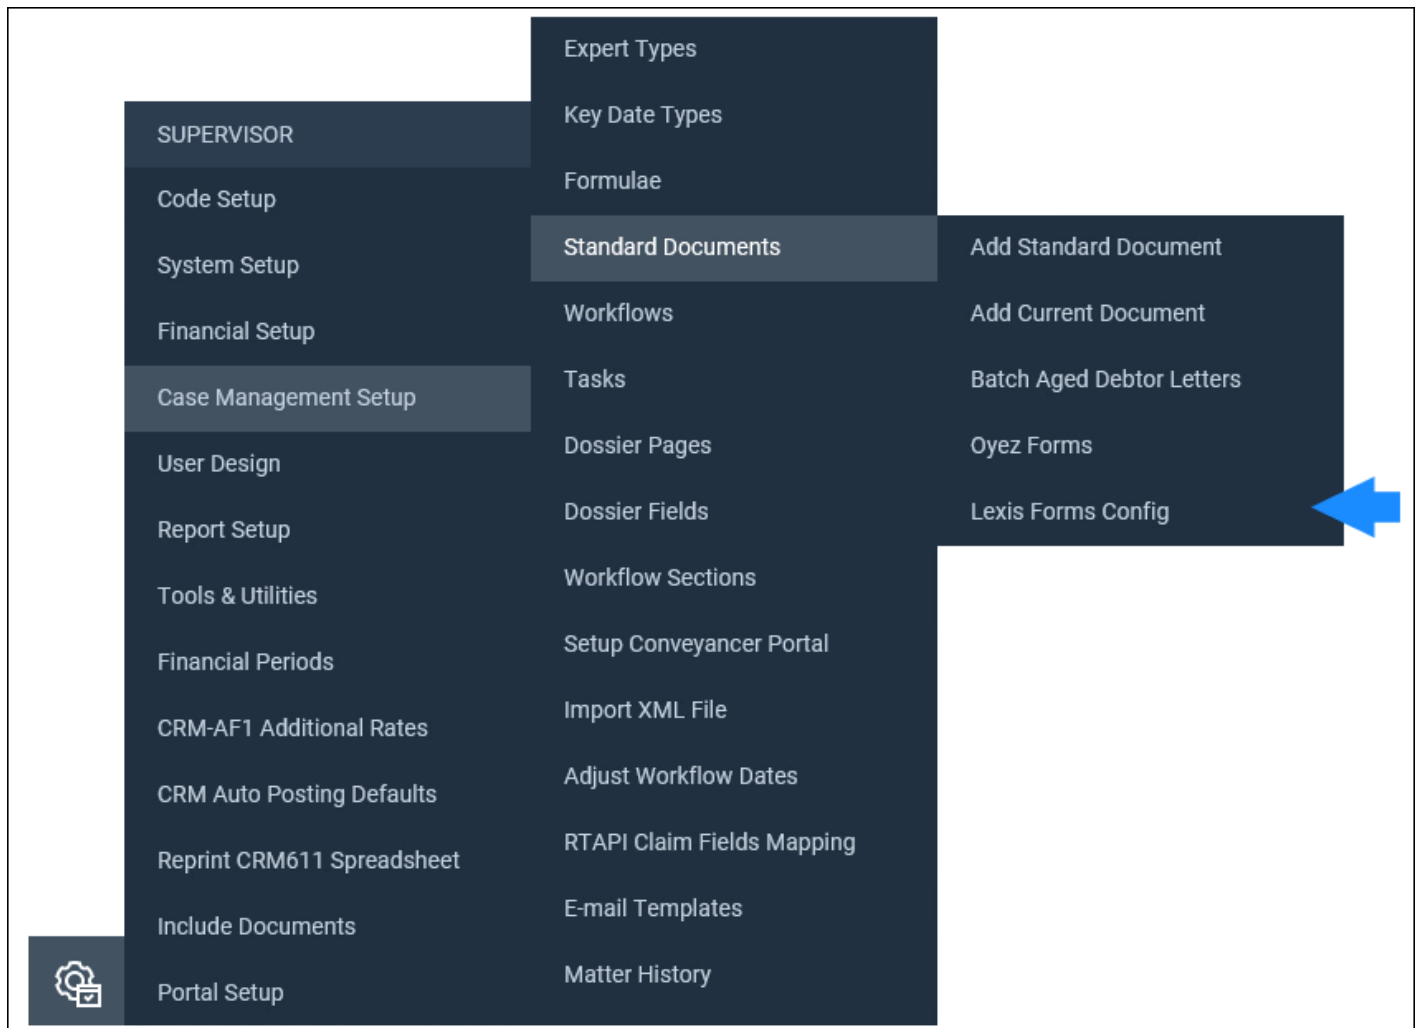 SUPERVISOR
Code Setup
System Setup
Financial Setup
Case Management Setup
User Design
Report Setup
Tools & Utilities
Financial Periods
CRM-AF1 Additional Rates
CRM Auto Posting Defaults
Reprint CRM611 Spreadsheet
Include Documents
Portal Setup
Expert Types
Key Date Types
Formulae
Standard Documents
Workflows
Tasks
Dossier Pages
Dossier Fields
Workflow Sections
Setup Conveyancer Portal
Import XML File
Adjust Workflow Dates
RTAPI Claim Fields Mapping
E-mail Templates
Matter History
Add Standard Document
Add Current Document
Batch Aged Debtor Letters
Oyez Forms
Lexis Forms Config